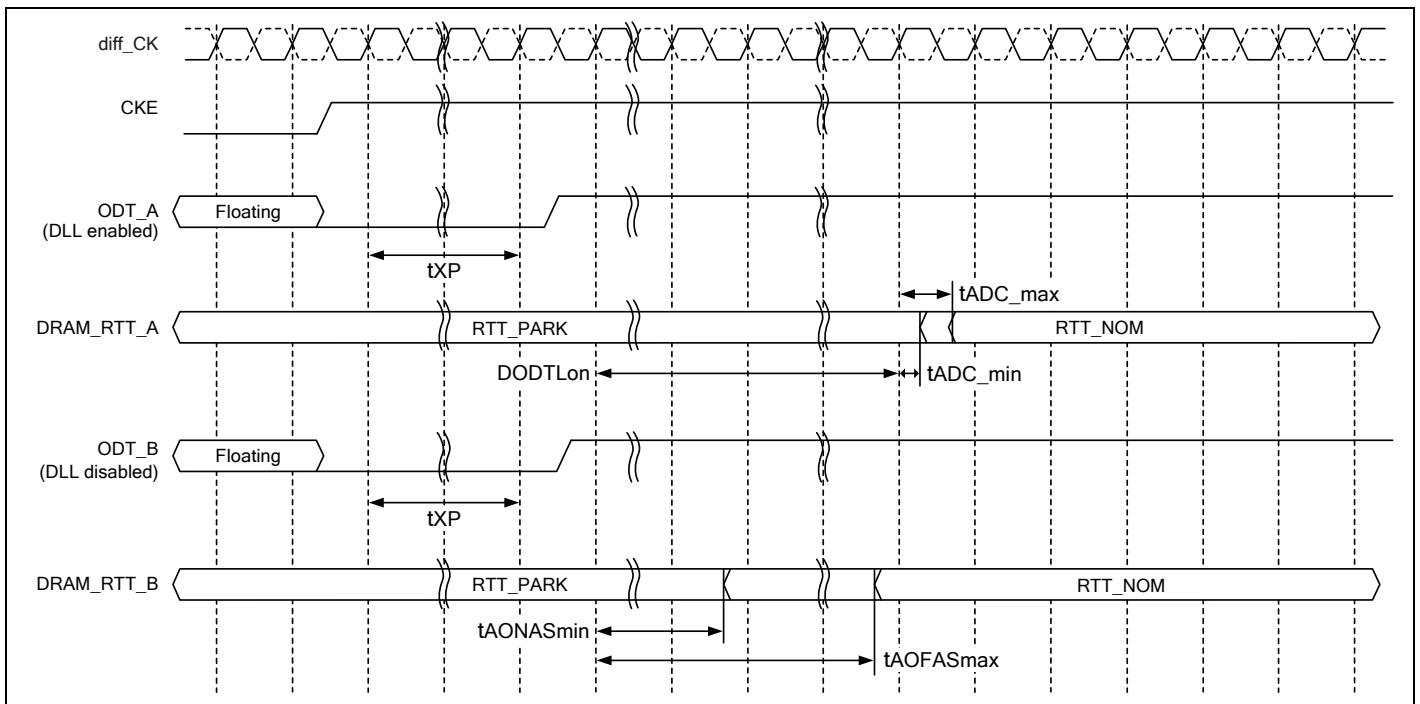 diff_CK
CKE
ODT_A
(DLL enabled)
Floating
tXP
tADC_max
DRAM_RTT_A
RTT_PARK
RTT_NOM
DODTLon
tADC_min
ODT_B
(DLL disabled)
Floating
tXP
DRAM_RTT_B
RTT_PARK
RTT_NOM
tAONASmin
tAOFASmax